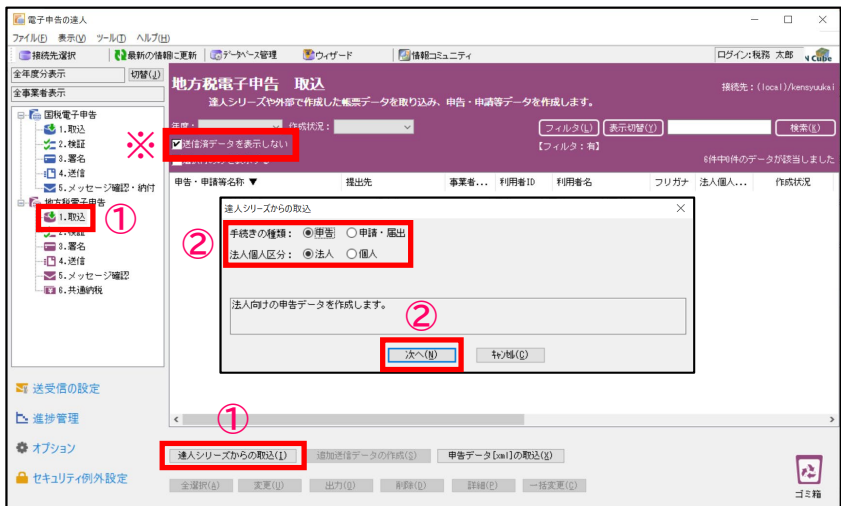 電子申告の達人
ファイル(F) 表示(V) ツール(T) ヘルプ(H)
接続先選択 最新の情報に更新 データベース管理 ウィザード 情報コミュニティ ログイン:税務 太郎 Cube
全年度分表示 切替(J)
全事業者表示
国税電子申告
1.取込
2.検証
3.署名
4.送信
5.メッセージ確認・納付
地方税電子申告
1.取込
2.検証
3.署名
4.送信
5.メッセージ確認
6.共通納税
①
※
地方税電子申告 取込
接続先：(local)/kensyuukai
達人シリーズや外部で作成した帳票データを取り込み、申告・申請等データを作成します。
年度： 作成状況： フィルタ(L) 表示切替(Y) 検索(K)
送信済データを表示しない 【フィルタ：有】
6件中0件のデータが該当しました
申告・申請等名称 ▼ 提出先 事業者... 利用者ID 利用者名 フリガナ 法人個人... 作成状況
達人シリーズからの取込
②
手続きの種類： 申告 申請・届出
法人個人区分： 法人 個人
法人向けの申告データを作成します。
②
次へ(N) キャンセル(C)
送受信の設定
進捗管理
オプション
セキュリティ例外設定
①
達人シリーズからの取込(I) 追加送信データの作成(S) 申告データ[xml]の取込(X)
全選択(A) 変更(U) 出力(O) 削除(D) 詳細(P) 一括変更(C)
ゴミ箱